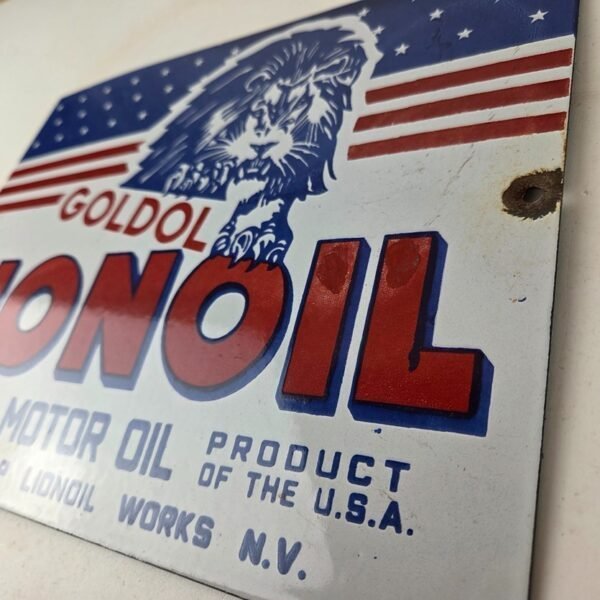 GOLDOL
IONOIL
MOTOR OIL PRODUCT OF THE U.S.A.
LIONOIL WORKS N.V.